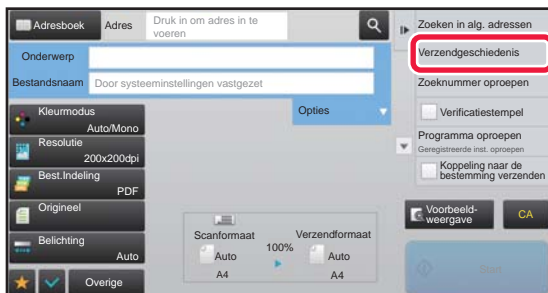 Adresboek
Adres
Druk in om adres in te
voeren
Onderwerp
Bestandsnaam
Door systeeminstellingen vastgezet
Opties
Kleurmodus
Auto/Mono
Resolutie
200x200dpi
Best.Indeling
PDF
Origineel
Belichting
Auto
Overige
Scanformaat
Auto
A4
100%
Verzendformaat
Auto
A4
Zoeken in alg. adressen
Verzendgeschiedenis
Zoeknummer oproepen
Verificatiestempel
Programma oproepen
Geregistreerde inst. oproepen
Koppeling naar de
bestemming verzenden
Voorbeeld-
weergave
CA
Start